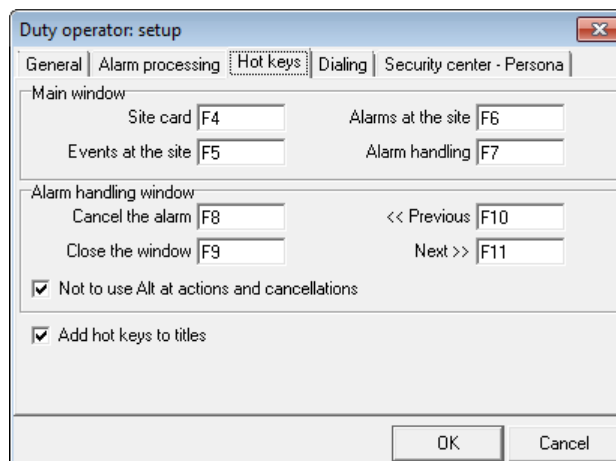 Duty operator: setup
General Alarm processing Hot keys Dialing Security center - Persona
Main window
Site card F4 Alarms at the site F6
Events at the site F5 Alarm handling F7
Alarm handling window
Cancel the alarm F8 << Previous F10
Close the window F9 Next >> F11
Not to use Alt at actions and cancellations
Add hot keys to titles
OK Cancel